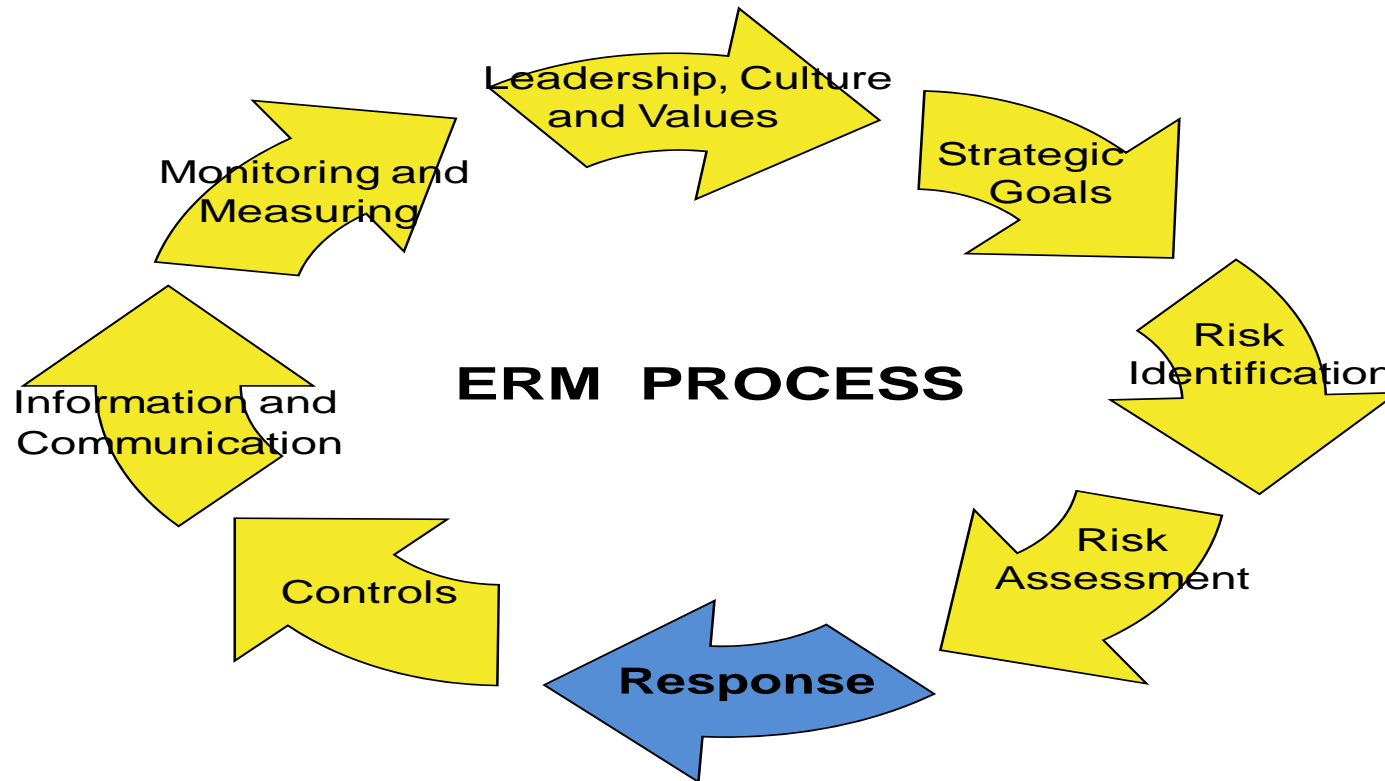 Leadership, Culture
and Values
Strategic
Goals
Risk
Identification
Risk
Assessment
Response
Controls
Information and
Communication
Monitoring and
Measuring
ERM PROCESS